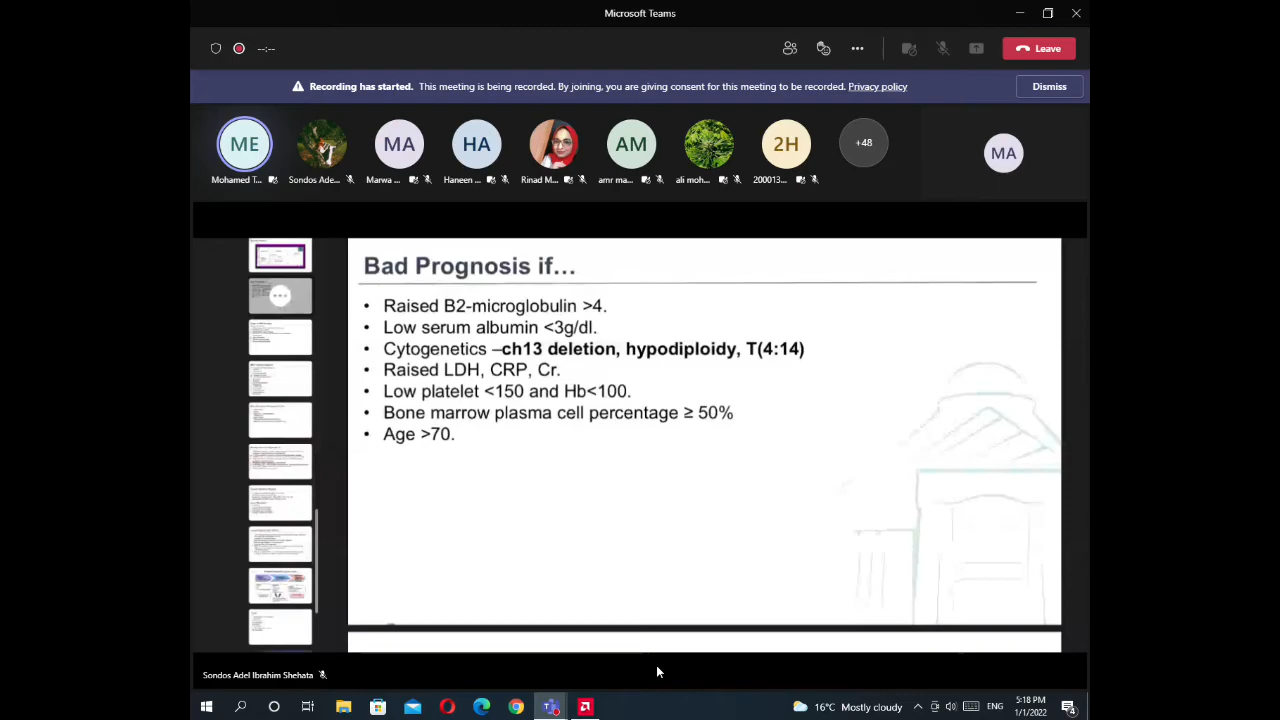 Microsoft Teams
--:--
Leave
Recording has started. This meeting is being recorded. By joining, you are giving consent for this meeting to be recorded. Privacy policy
Dismiss
ME
MA
HA
AM
2H
+48
MA
Mohamed T...
Sondos Ade...
Marwa ...
Haneen ...
Rinad M...
amr ma...
ali moh...
200013...
Bad Prognosis if...
• Raised B2-microglobulin >4.
• Low serum albumin <3g/dl.
• Cytogenetics –ch13 deletion, hypodiploidy, T(4:14)
Raised LDH, CRP, Cr.
• Low platelet <150 and Hb<100.
• Bone marrow plasma cell percentage ≥ 50%
• Age >70.
Sondos Adel Ibrahim Shehata
16°C Mostly cloudy
ENG
5:18 PM
1/1/2022
4